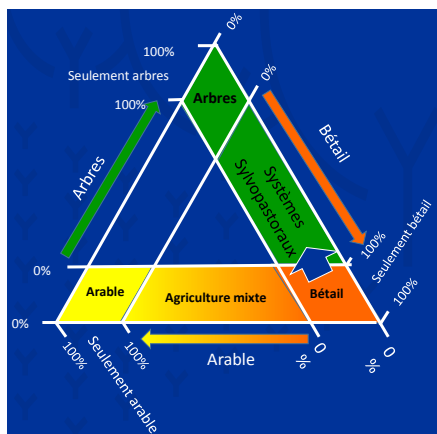 0%
100%
Seulement arbres
100%
0%
Arbres
Arbres
Bétail
Systèmes
Sylvopastoraux
0%
100%
Seulement bétail
100%
Arable
Agriculture mixte
Bétail
0%
100%
Seulement arable
100%
Arable
0
%
0
%